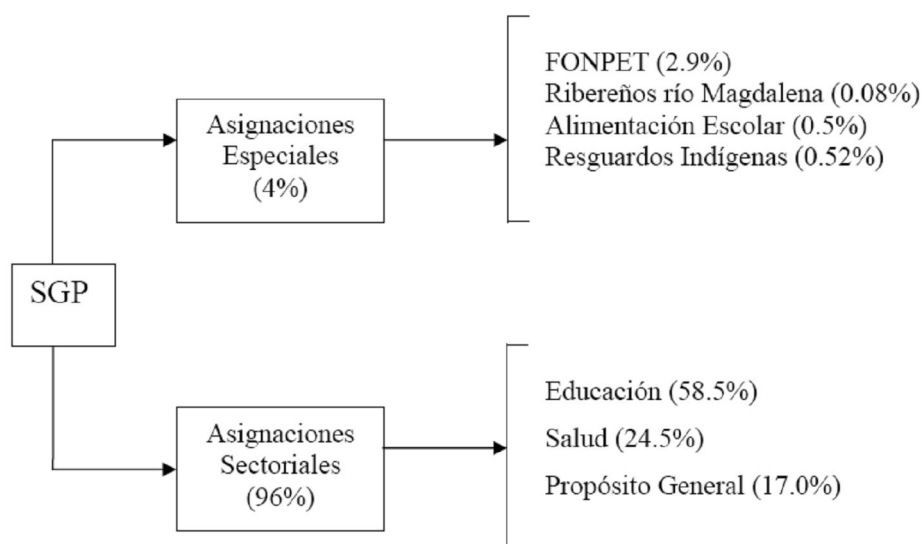 SGP
Asignaciones
Especiales
(4%)
FONPET (2.9%)
Ribereños río Magdalena (0.08%)
Alimentación Escolar (0.5%)
Resguardos Indígenas (0.52%)
Asignaciones
Sectoriales
(96%)
Educación (58.5%)
Salud (24.5%)
Propósito General (17.0%)